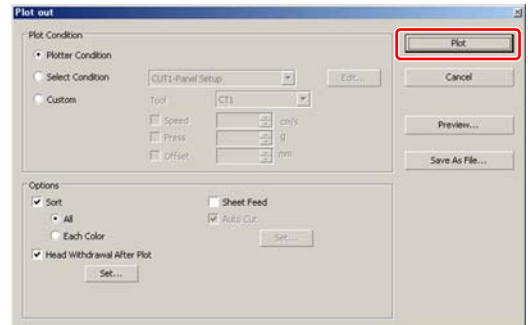 Plot out
Plot Condition
Plotter Condition
Select Condition
CUT1-Panel Setup
Edit...
Custom
Tool
CT1
Speed
cm/s
Press
g
Offset
mm
Plot
Cancel
Preview...
Save As File...
Options
Sort
All
Each Color
Head Withdrawal After Plot
Set...
Sheet Feed
Auto Cut
Set...